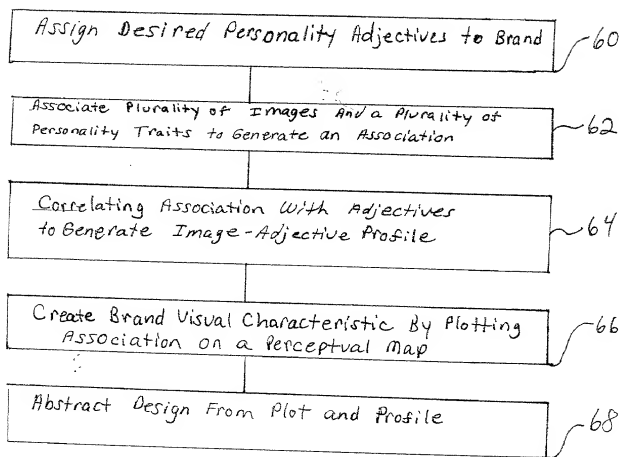 Assign Desired Personality Adjectives to Brand
60
Associate Plurality of Images And a Plurality of
Personality Traits to Generate an Association
62
Correlating Association With Adjectives
to Generate Image-Adjective Profile
64
Create Brand Visual Characteristic By Plotting
Association on a Perceptual Map
66
Abstract Design From Plot and Profile
68